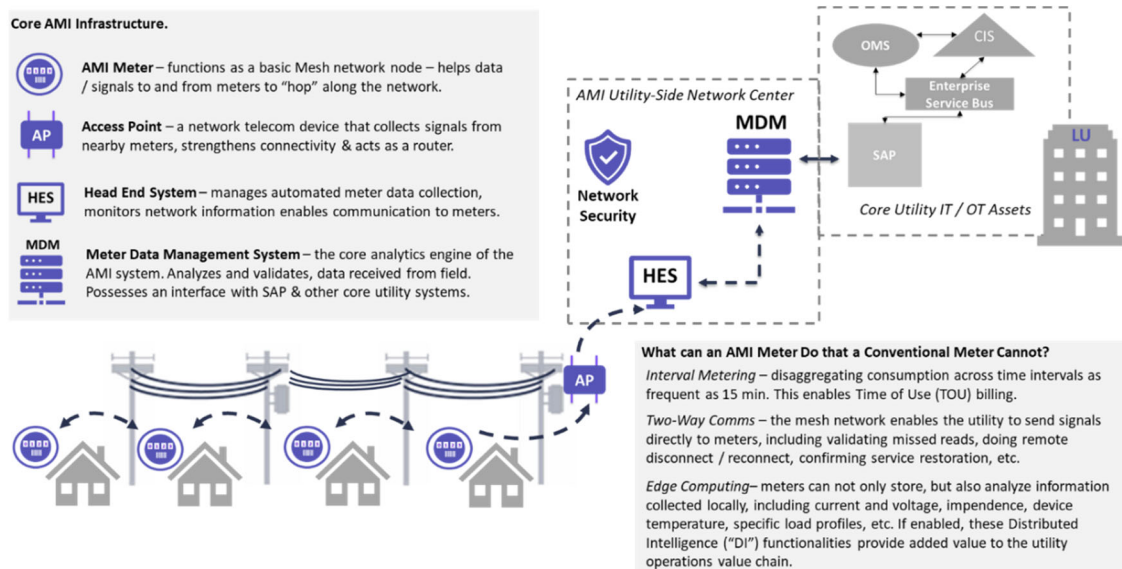 Core AMI Infrastructure.
AMI Meter – functions as a basic Mesh network node – helps data
/ signals to and from meters to “hop” along the network.
AP
Access Point – a network telecom device that collects signals from
nearby meters, strengthens connectivity & acts as a router.
HES
Head End System – manages automated meter data collection,
monitors network information enables communication to meters.
MDM
Meter Data Management System – the core analytics engine of the
AMI system. Analyzes and validates, data received from field.
Possesses an interface with SAP & other core utility systems.
AMI Utility-Side Network Center
MDM
Network
Security
HES
OMS
CIS
Enterprise
Service Bus
SAP
LU
Core Utility IT / OT Assets
AP
What can an AMI Meter Do that a Conventional Meter Cannot?
Interval Metering – disaggregating consumption across time intervals as
frequent as 15 min. This enables Time of Use (TOU) billing.
Two-Way Comms – the mesh network enables the utility to send signals
directly to meters, including validating missed reads, doing remote
disconnect / reconnect, confirming service restoration, etc.
Edge Computing– meters can not only store, but also analyze information
collected locally, including current and voltage, impendence, device
temperature, specific load profiles, etc. If enabled, these Distributed
Intelligence (“DI”) functionalities provide added value to the utility
operations value chain.